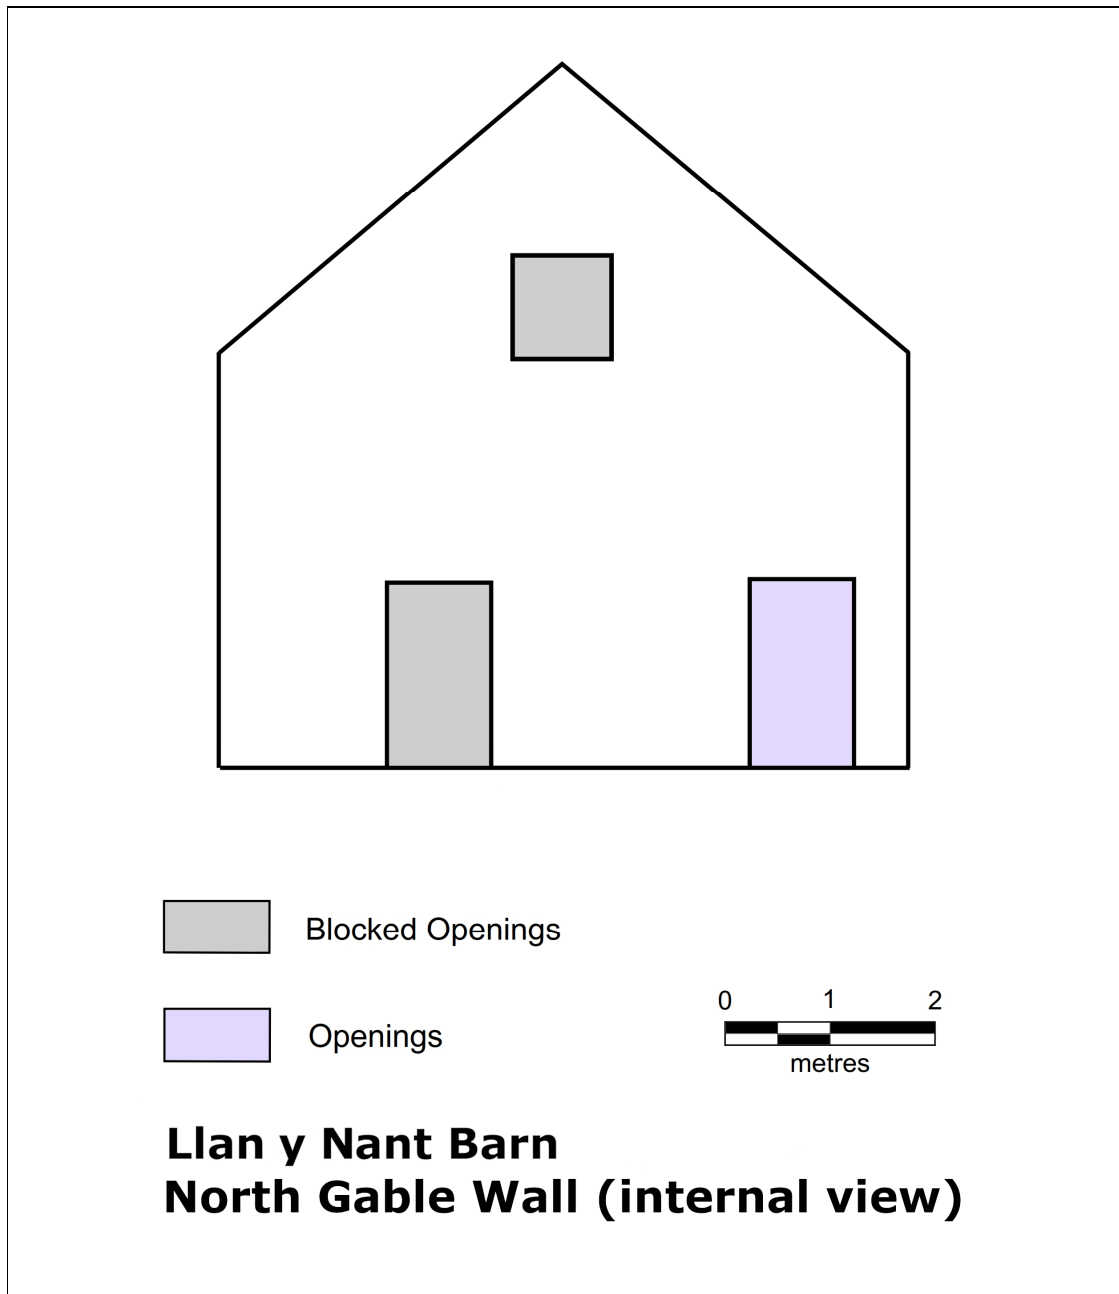 Blocked Openings
Openings
0 1 2
metres
Llan y Nant Barn
North Gable Wall (internal view)